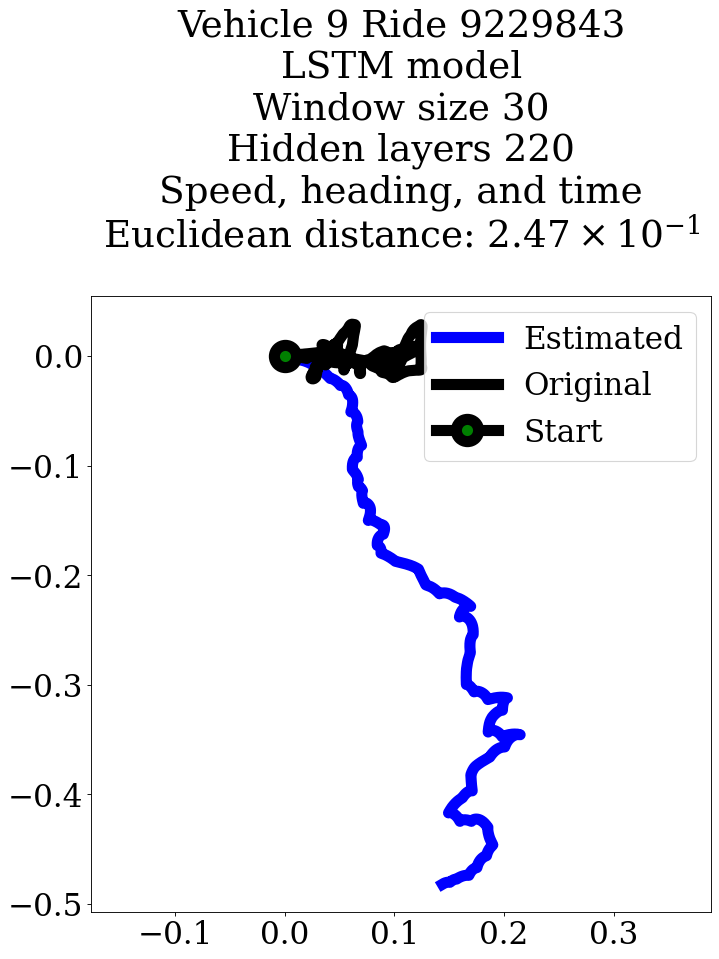 Vehicle 9 Ride 9229843
LSTM model
Window size 30
Hidden layers 220
Speed, heading, and time
Euclidean distance: 2.47 × 10⁻¹
Estimated
Original
Start
0.0
−0.1
−0.2
−0.3
−0.4
−0.5
−0.1 0.0 0.1 0.2 0.3